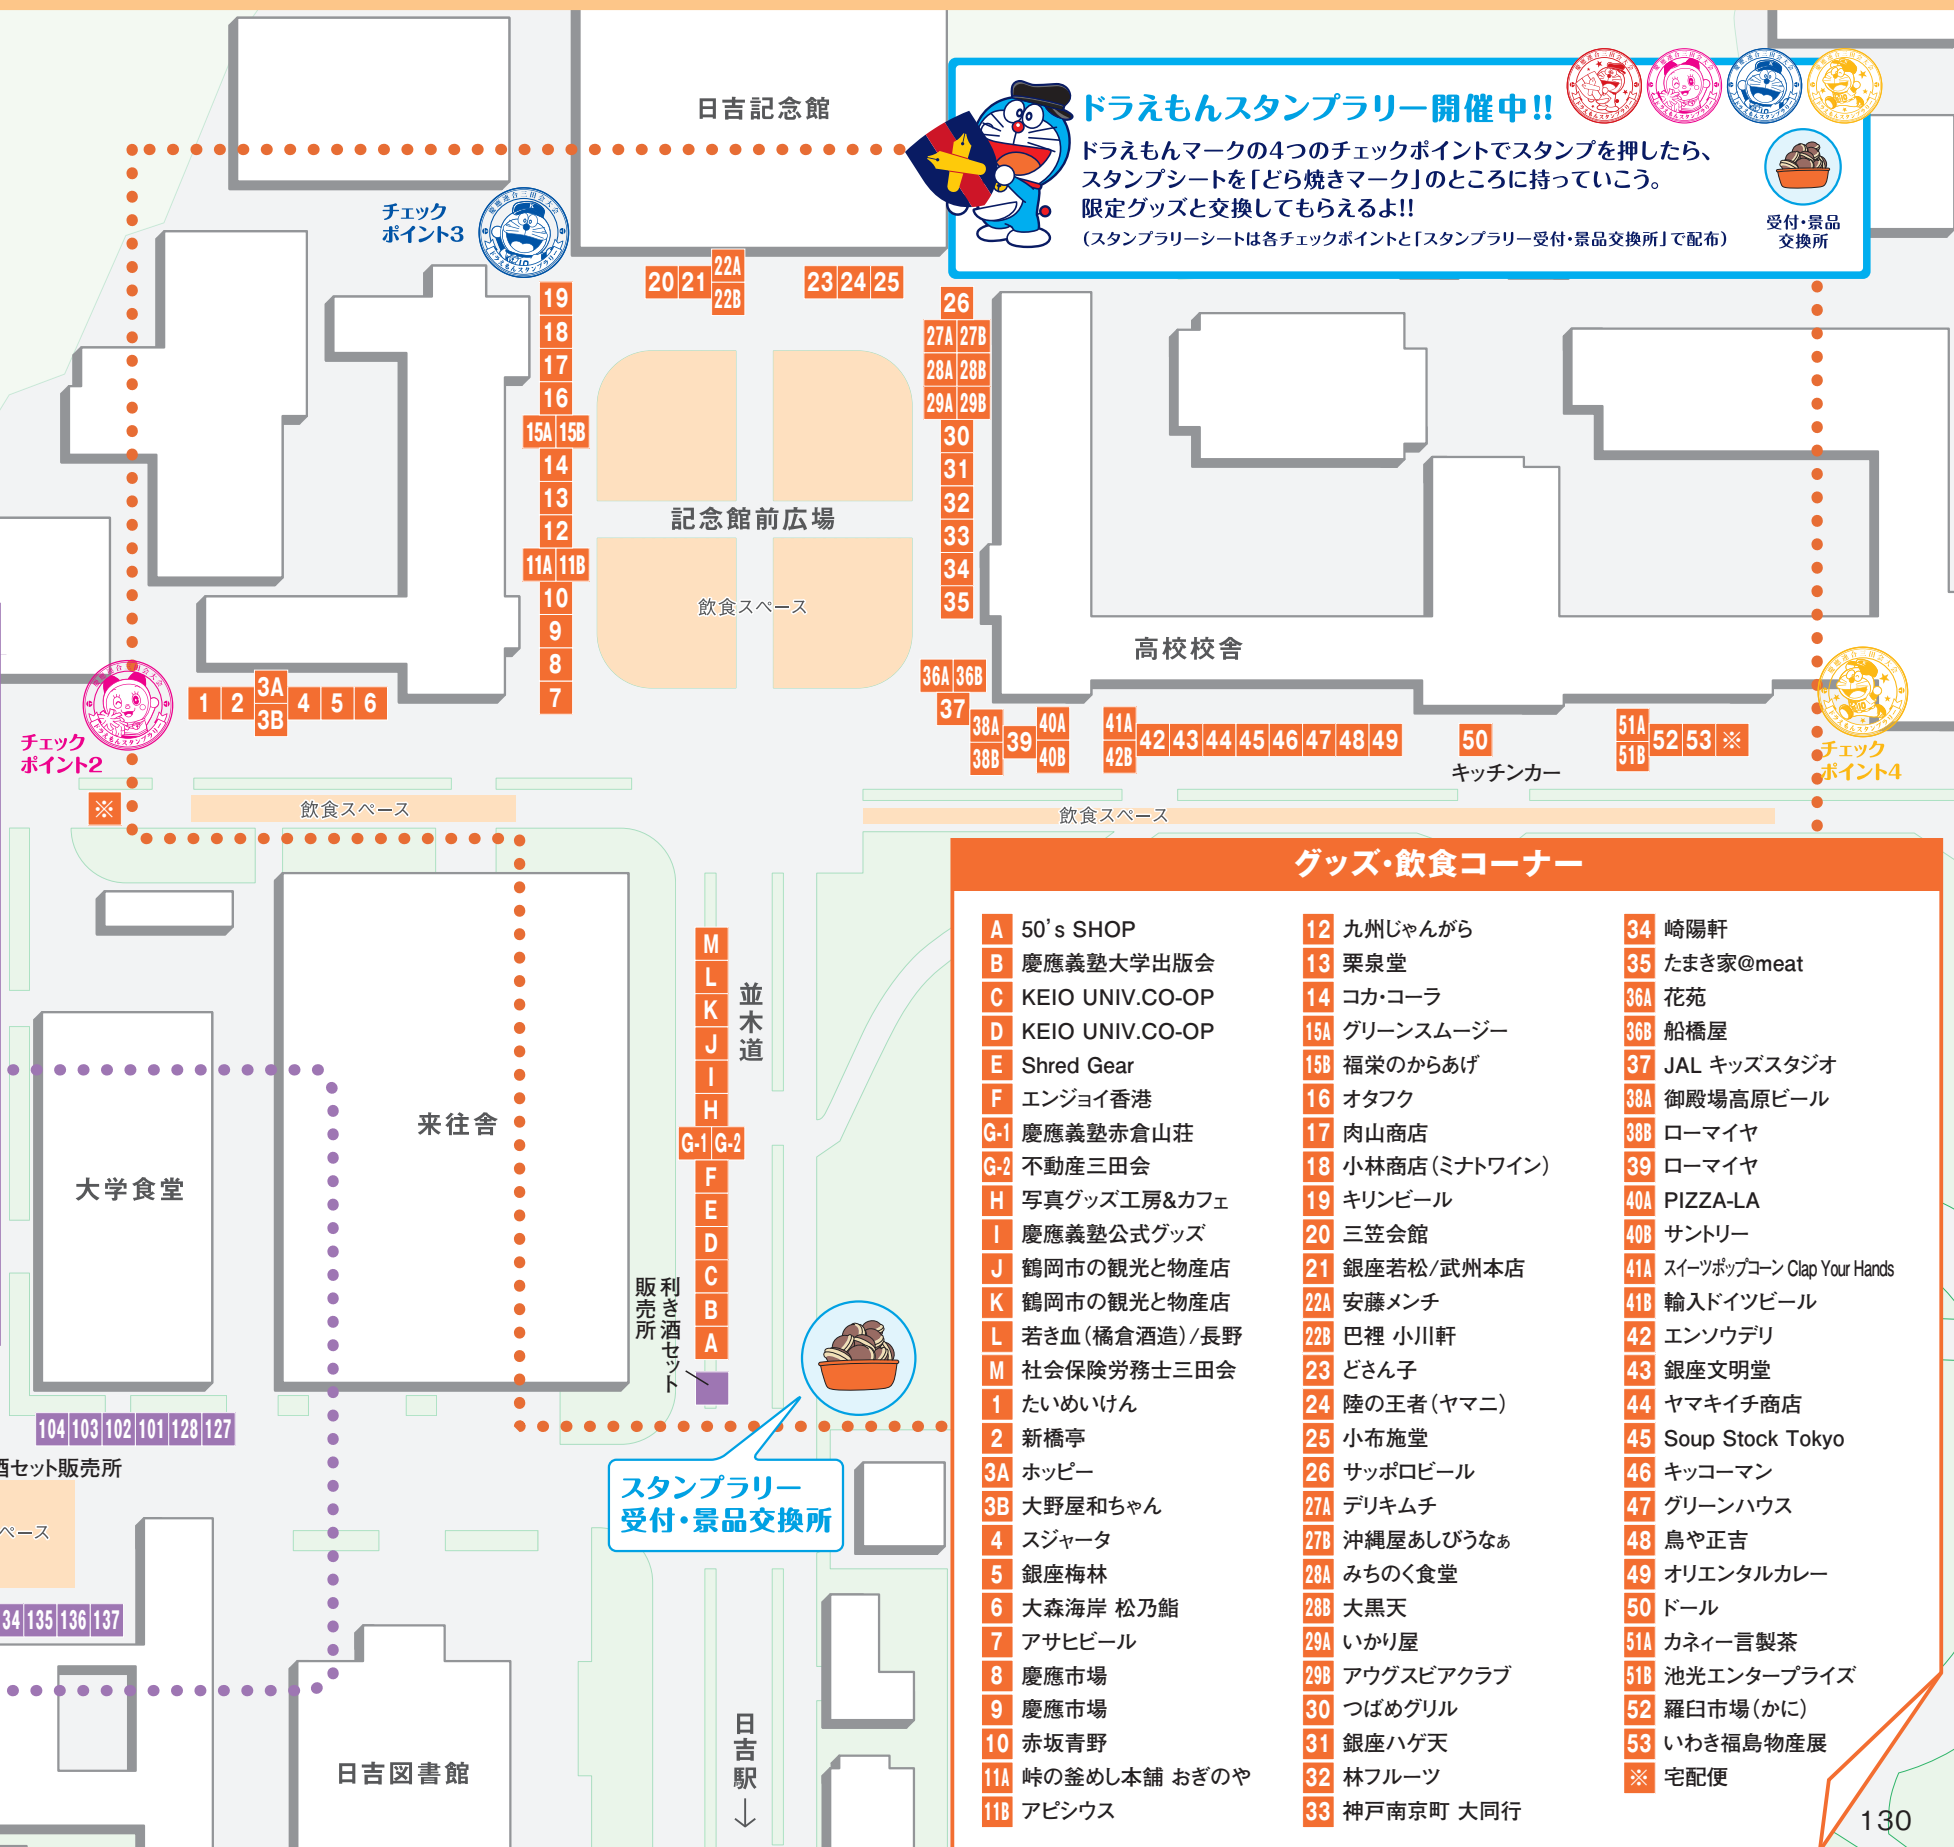 日吉記念館
ドラえもんスタンプラリー開催中!!
ドラえもんマークの4つのチェックポイントでスタンプを押したら、
スタンプシートを「どら焼きマーク」のところに持っていこう。
限定グッズと交換してもらえるよ!!
(スタンプラリーシートは各チェックポイントと「スタンプラリー受付・景品交換所」で配布)
受付・景品
交換所
チェック
ポイント3
20 21 22A 22B
23 24 25
19
18
17
16
15A 15B
14
13
12
11A 11B
10
9
8
7
26
27A 27B
28A 28B
29A 29B
30
31
32
33
34
35
記念館前広場
飲食スペース
高校校舎
36A 36B
37
38A 38B 39 40A 40B
41A 42B 42 43 44 45 46 47 48 49
50
キッチンカー
51A 51B 52 53 ※
チェック
ポイント4
1 2 3A 3B 4 5 6
チェック
ポイント2
※
飲食スペース
飲食スペース
M
L
K
J
I
H
G-1 G-2
F
E
D
C
B
A
並木道
来往舎
大学食堂
利き酒セット
販売所
104 103 102 101 128 127
酒セット販売所
ペース
34 135 136 137
スタンプラリー
受付・景品交換所
日吉図書館
日吉駅↓
グッズ・飲食コーナー
A 50's SHOP
B 慶應義塾大学出版会
C KEIO UNIV.CO-OP
D KEIO UNIV.CO-OP
E Shred Gear
F エンジョイ香港
G-1 慶應義塾赤倉山荘
G-2 不動産三田会
H 写真グッズ工房&カフェ
I 慶應義塾公式グッズ
J 鶴岡市の観光と物産店
K 鶴岡市の観光と物産店
L 若き血(橘倉酒造)/長野
M 社会保険労務士三田会
1 たいめいけん
2 新橋亭
3A ホッピー
3B 大野屋和ちゃん
4 スジャータ
5 銀座梅林
6 大森海岸 松乃鮨
7 アサヒビール
8 慶應市場
9 慶應市場
10 赤坂青野
11A 峠の釜めし本舗 おぎのや
11B アピシウス
12 九州じゃんがら
13 栗泉堂
14 コカ・コーラ
15A グリーンスムージー
15B 福栄のからあげ
16 オタフク
17 肉山商店
18 小林商店(ミナトワイン)
19 キリンビール
20 三笠会館
21 銀座若松/武州本店
22A 安藤メンチ
22B 巴裡 小川軒
23 どさん子
24 陸の王者(ヤマニ)
25 小布施堂
26 サッポロビール
27A デリキムチ
27B 沖縄屋あしびうなぁ
28A みちのく食堂
28B 大黒天
29A いかり屋
29B アウグスビアクラブ
30 つばめグリル
31 銀座ハゲ天
32 林フルーツ
33 神戸南京町 大同行
34 崎陽軒
35 たまき家@meat
36A 花苑
36B 船橋屋
37 JAL キッズスタジオ
38A 御殿場高原ビール
38B ローマイヤ
39 ローマイヤ
40A PIZZA-LA
40B サントリー
41A スイーツポップコーン Clap Your Hands
41B 輸入ドイツビール
42 エンソウデリ
43 銀座文明堂
44 ヤマキイチ商店
45 Soup Stock Tokyo
46 キッコーマン
47 グリーンハウス
48 鳥や正吉
49 オリエンタルカレー
50 ドール
51A カネィ一言製茶
51B 池光エンタープライズ
52 羅臼市場(かに)
53 いわき福島物産展
※ 宅配便
130